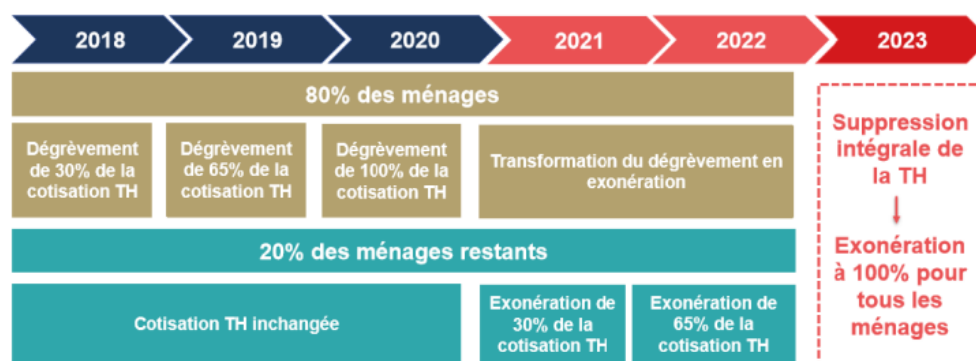 2018 2019 2020 2021 2022 2023
80% des ménages
Dégrèvement
de 30% de la
cotisation TH
Dégrèvement
de 65% de la
cotisation TH
Dégrèvement
de 100% de la
cotisation TH
Transformation du dégrèvement en
exonération
20% des ménages restants
Cotisation TH inchangée
Exonération de
30% de la
cotisation TH
Exonération de
65% de la
cotisation TH
Suppression
intégrale de
la TH
Exonération
à 100% pour
tous les
ménages